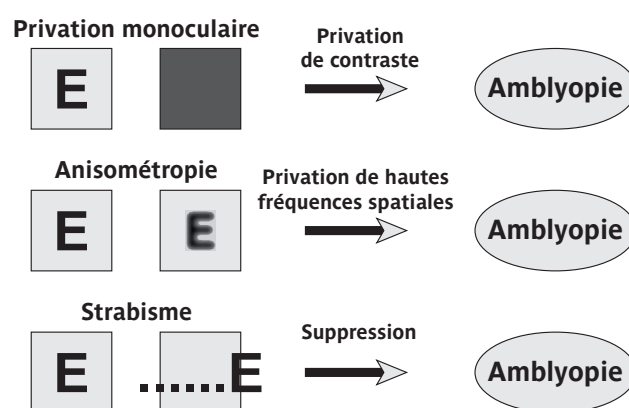 Privation monoculaire
E
Privation
de contraste
Amblyopie
Anisométropie
E E
Privation de hautes
fréquences spatiales
Amblyopie
Strabisme
E E
Suppression
Amblyopie